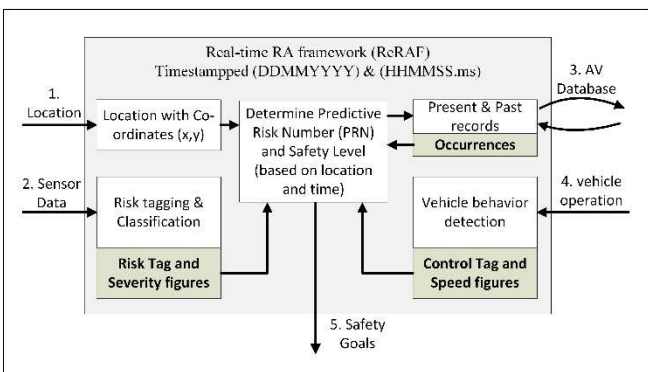 Real-time RA framework (ReRAF)
Timestampped (DDMMYYYY) & (HHMMSS.ms)
1.
Location
Location with Co-
ordinates (x,y)
Determine Predictive
Risk Number (PRN)
and Safety Level
(based on location
and time)
Present & Past
records
Occurrences
3. AV
Database
2. Sensor
Data
Risk tagging &
Classification
Risk Tag and
Severity figures
Vehicle behavior
detection
Control Tag and
Speed figures
4. vehicle
operation
5. Safety
Goals